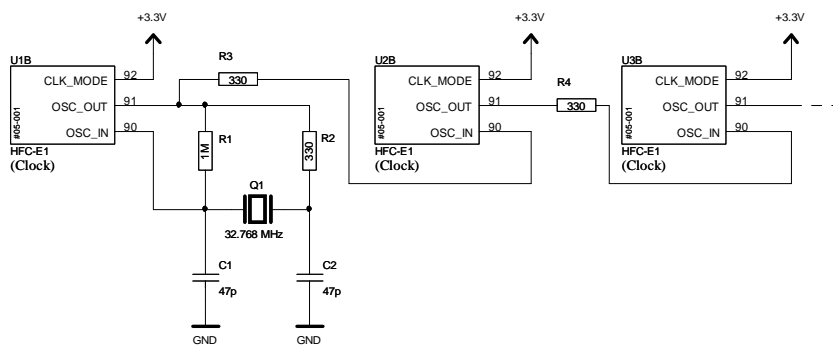 +3.3V
+3.3V
+3.3V
U1B
R3
U2B
U3B
CLK_MODE 92
330
CLK_MODE 92
R4
CLK_MODE 92
OSC_OUT 91
OSC_OUT 91
330
OSC_OUT 91
#05-001
OSC_IN 90
#05-001
OSC_IN 90
#05-001
OSC_IN 90
HFC-E1
(Clock)
R1
1M
R2
330
HFC-E1
(Clock)
HFC-E1
(Clock)
Q1
32.768 MHz
C1
47p
C2
47p
GND
GND